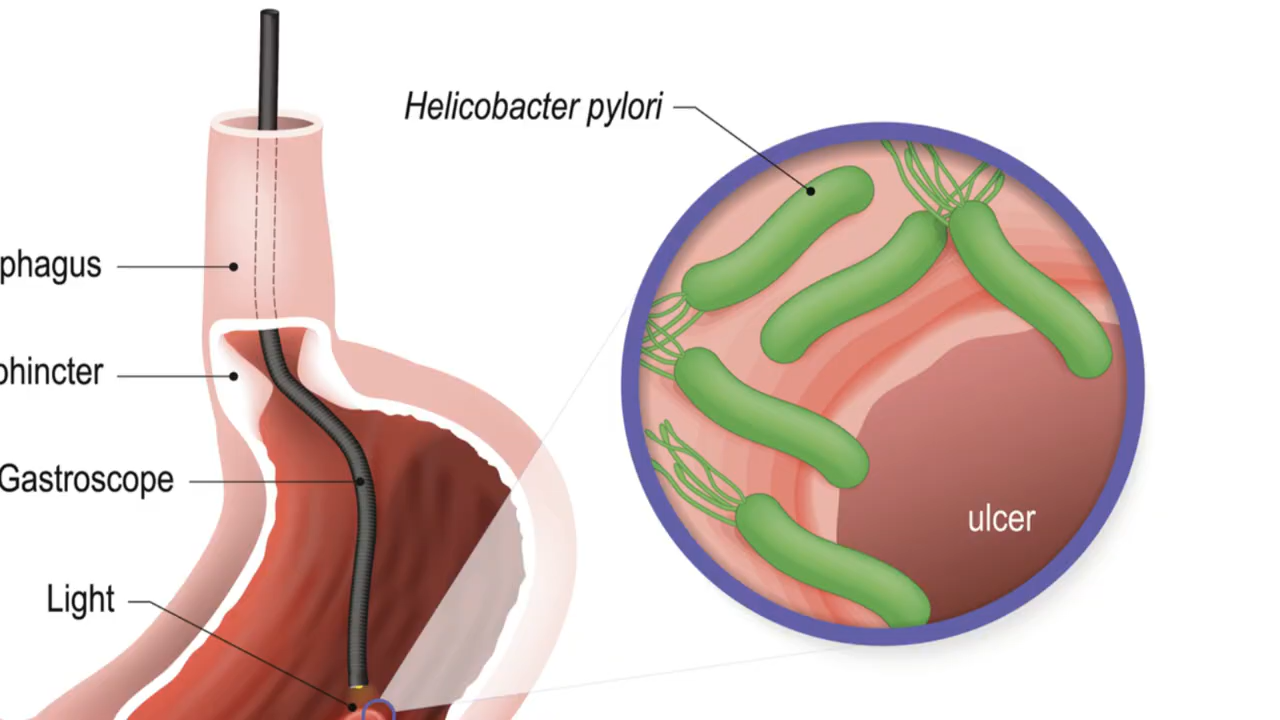 Helicobacter pylori
phagus
phincter
Gastroscope
ulcer
Light